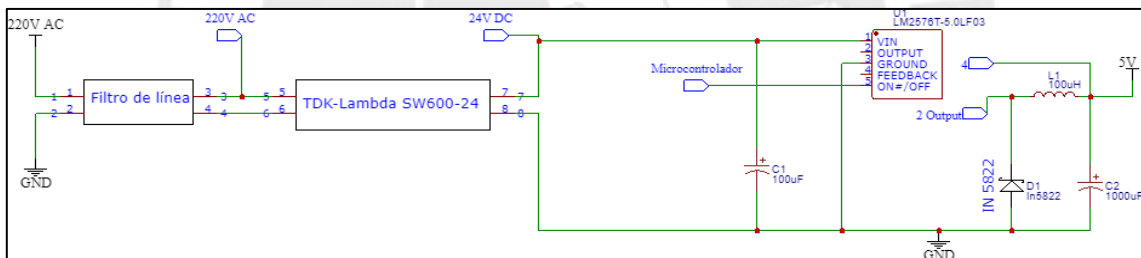 220V AC
220V AC
24V DC
U1
LM2576T-5.0LF03
1 VIN
2 OUTPUT
3 GROUND
4 FEEDBACK
5 ON#/OFF
Microcontrolador
4
5V
L1
100uH
2 Output
1 1 Filtro de línea 3 3
2 2 4 4
5 5 TDK-Lambda SW600-24 7 7
6 6 8 8
C1
100uF
IN 5822
D1
In5822
C2
1000uF
GND
GND